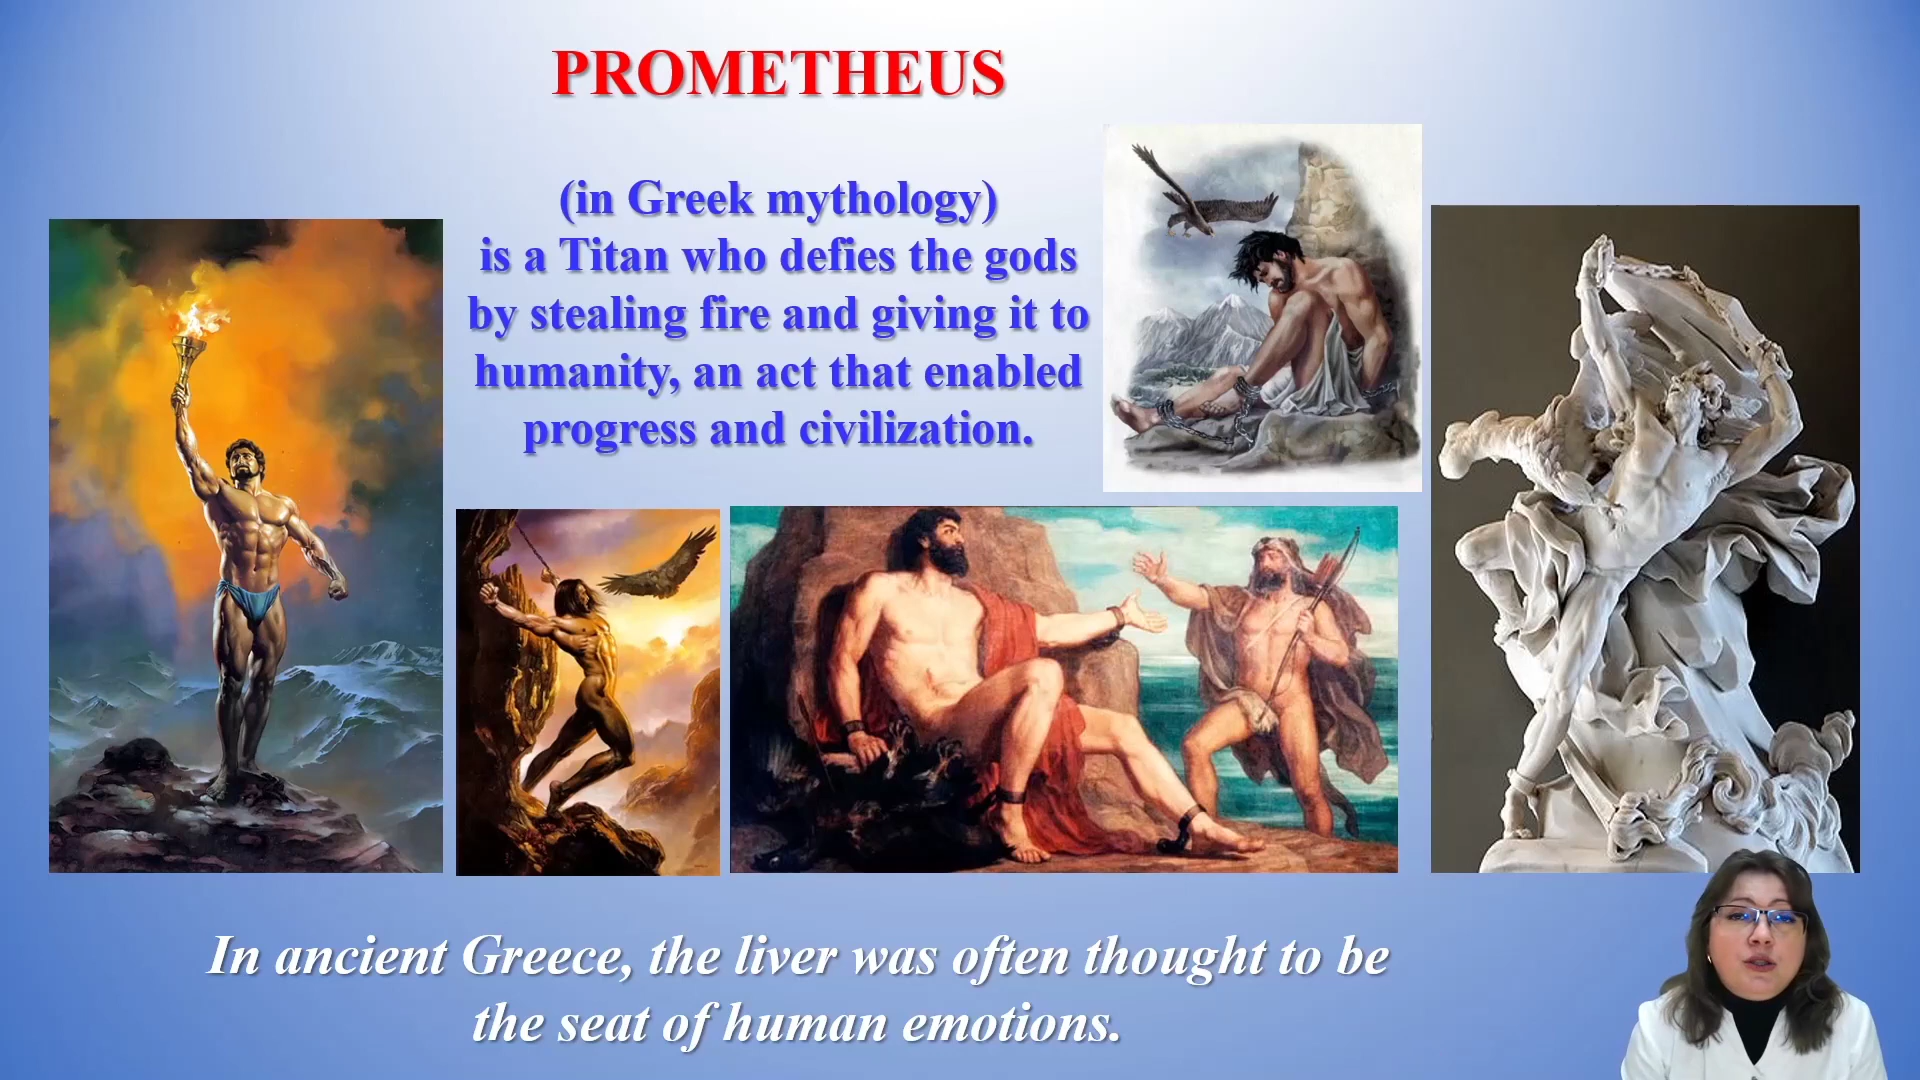 PROMETHEUS
(in Greek mythology)
is a Titan who defies the gods
by stealing fire and giving it to
humanity, an act that enabled
progress and civilization.
In ancient Greece, the liver was often thought to be
the seat of human emotions.